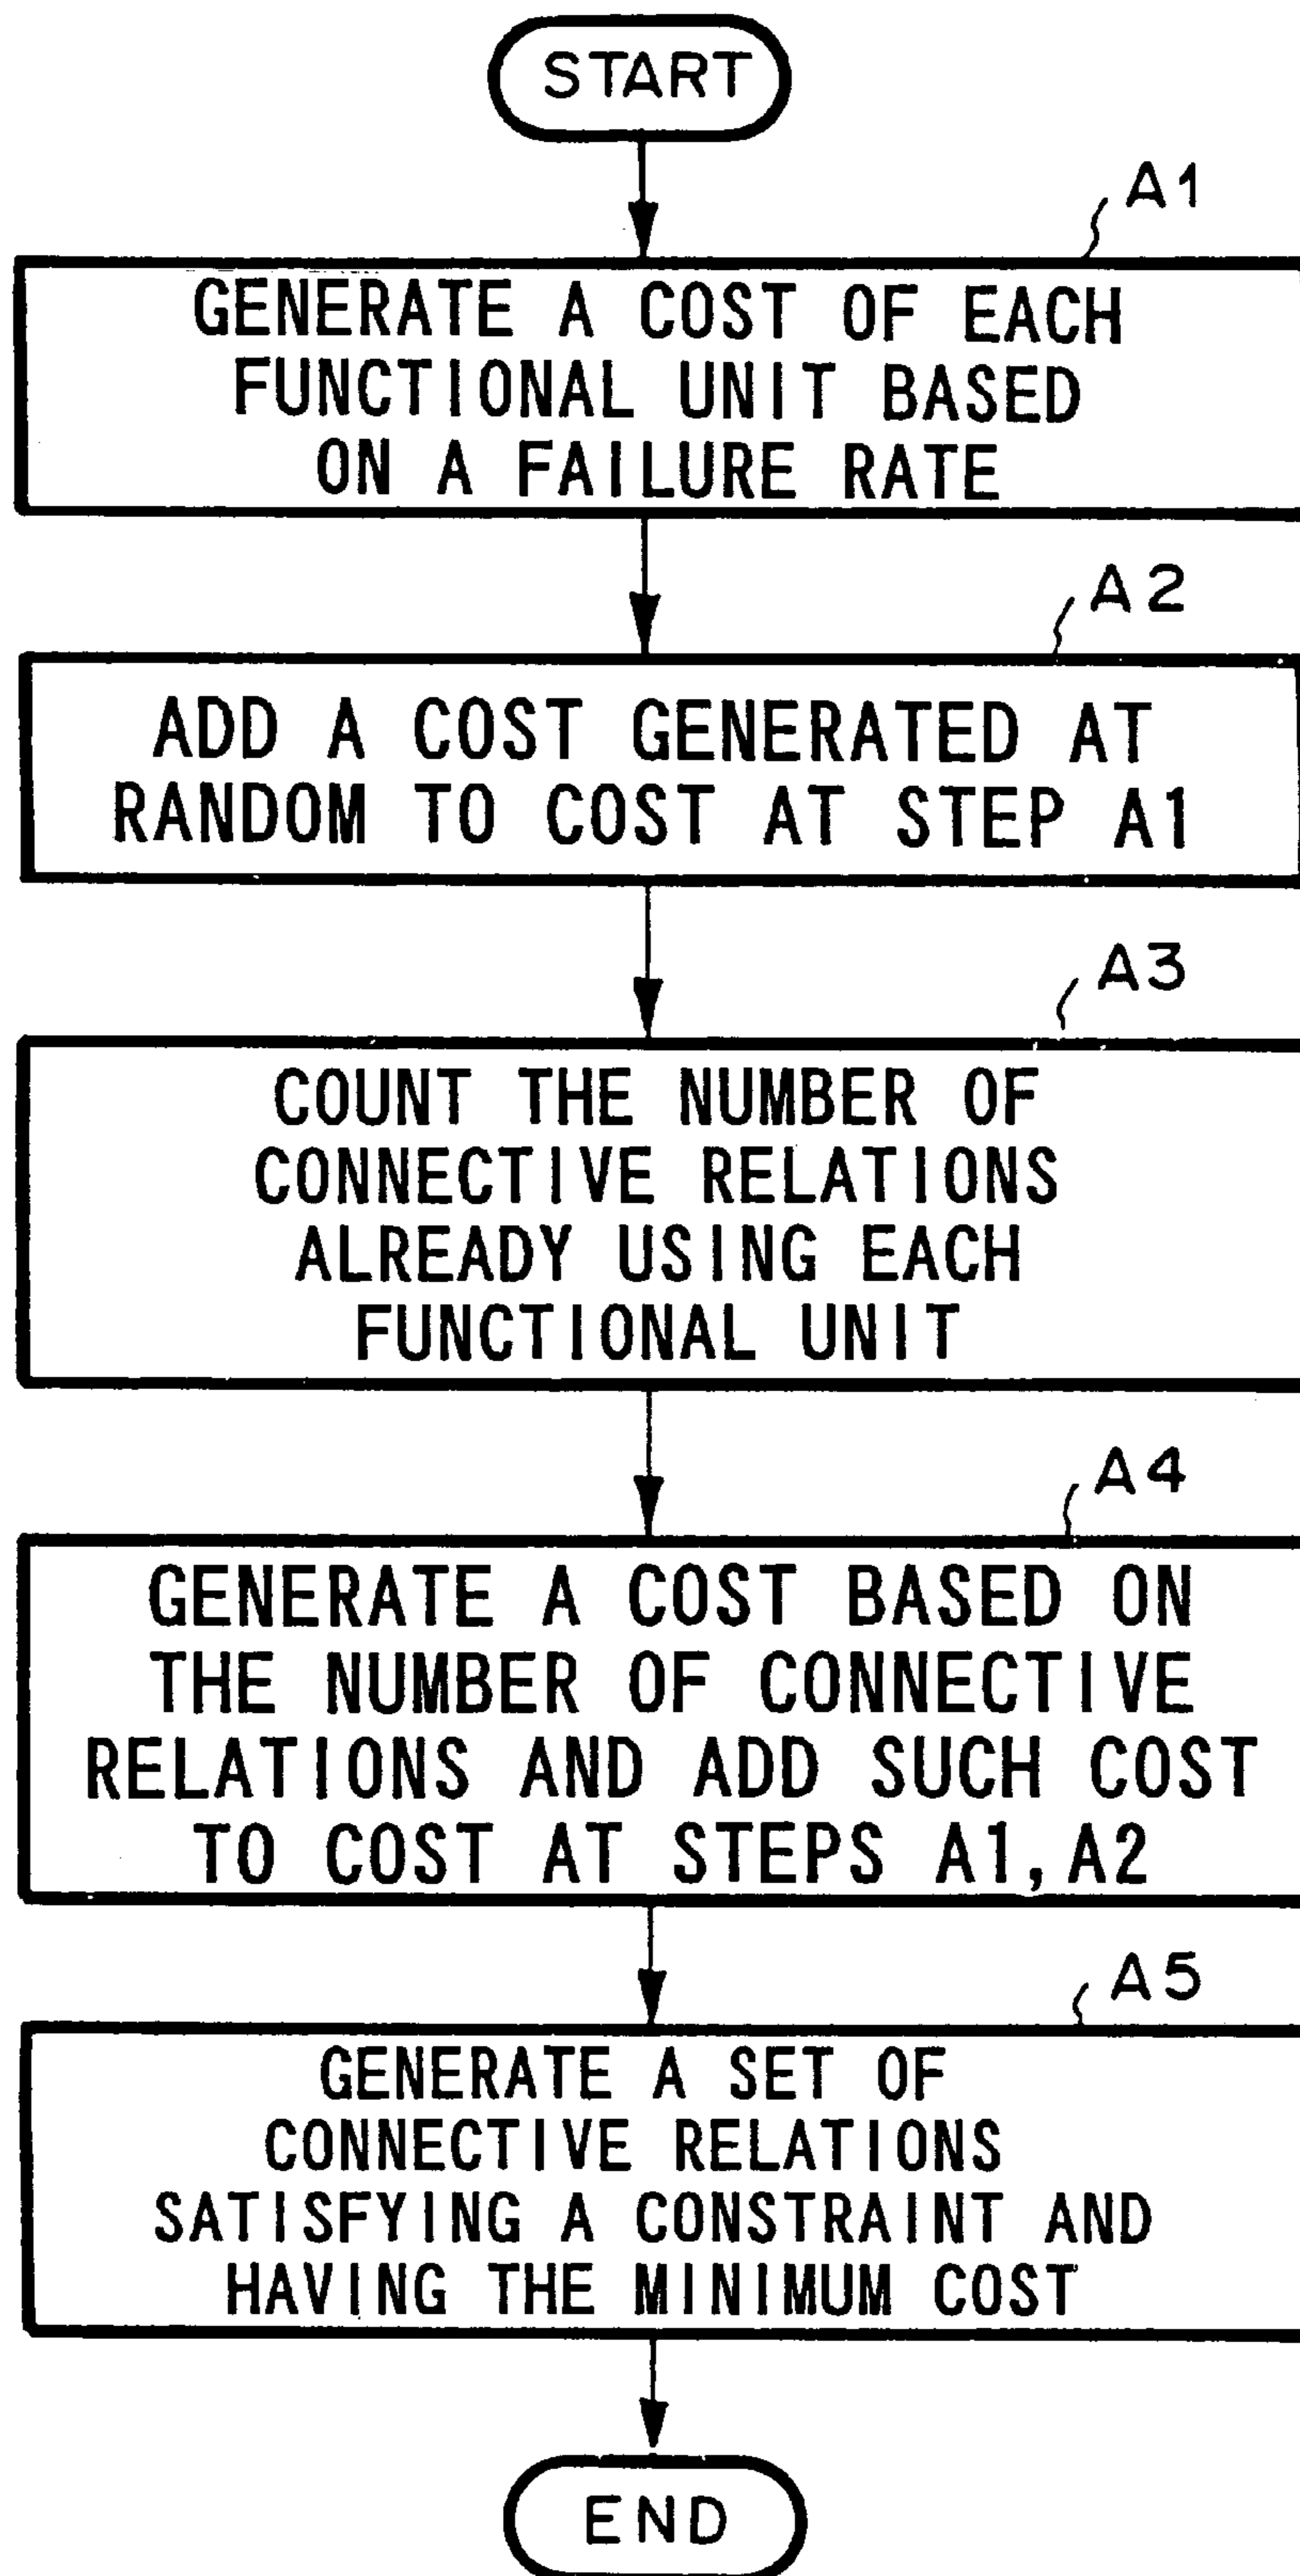 START
A1
GENERATE A COST OF EACH
FUNCTIONAL UNIT BASED
ON A FAILURE RATE
A2
ADD A COST GENERATED AT
RANDOM TO COST AT STEP A1
A3
COUNT THE NUMBER OF
CONNECTIVE RELATIONS
ALREADY USING EACH
FUNCTIONAL UNIT
A4
GENERATE A COST BASED ON
THE NUMBER OF CONNECTIVE
RELATIONS AND ADD SUCH COST
TO COST AT STEPS A1, A2
A5
GENERATE A SET OF
CONNECTIVE RELATIONS
SATISFYING A CONSTRAINT AND
HAVING THE MINIMUM COST
END